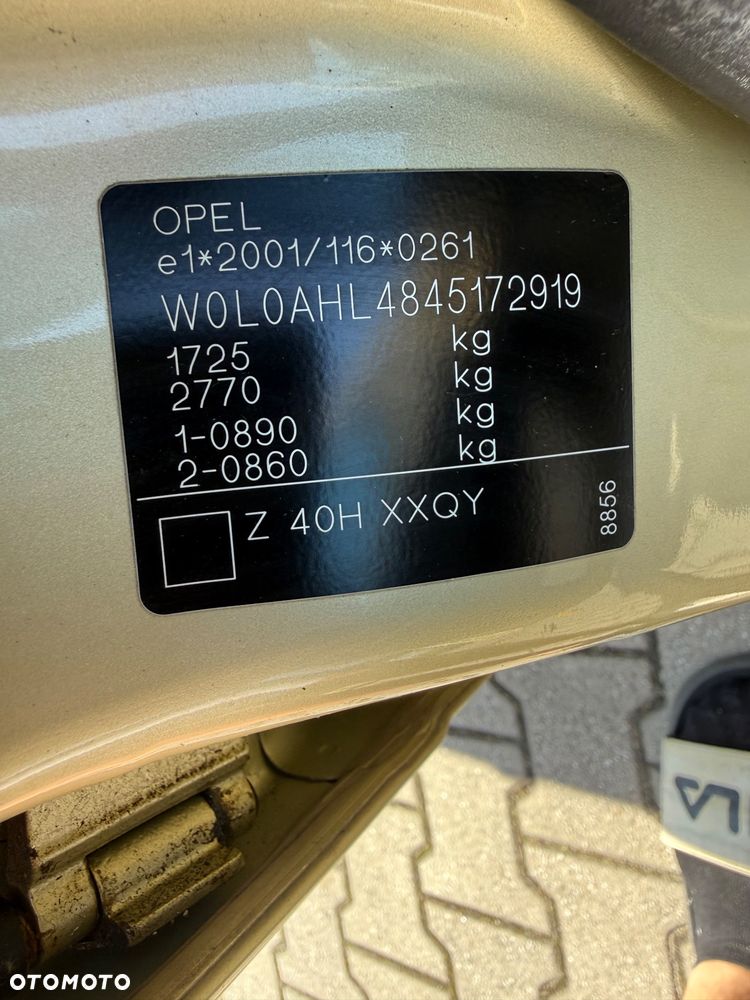 OPEL
e1*2001/116*0261
W0L0AHL4845172919
1725 kg
2770 kg
1-0890 kg
2-0860 kg
Z 40H XXQY
8856
OTOMOTO